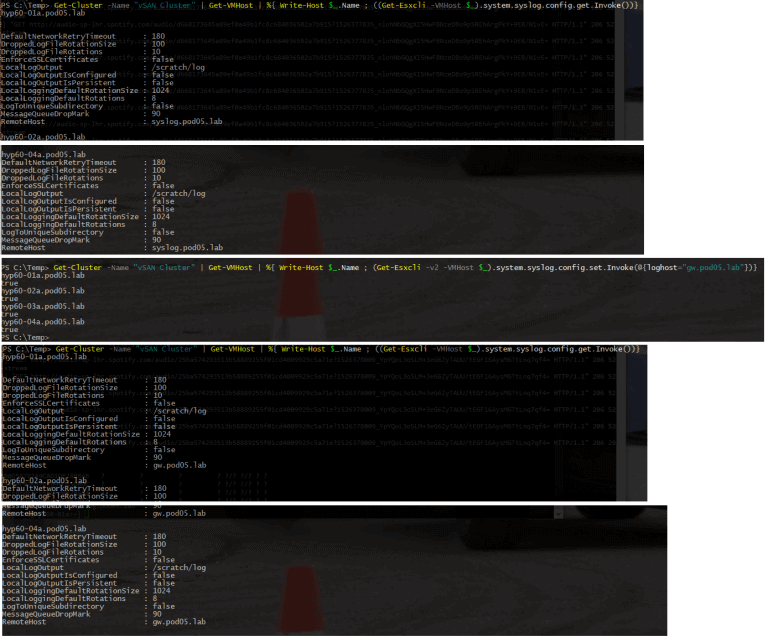 PS C:\Temp> Get-Cluster -Name "vSAN Cluster" | Get-VMHost | %{ Write-Host $_.Name ; ((Get-Esxcli -VMHost $_).system.syslog.config.get.Invoke())}
hyp60-01a.pod05.lab
DefaultNetworkRetryTimeout : 180
DroppedLogFileRotationSize : 100
DroppedLogFileRotations : 10
EnforceSSLCertificates : false
LocalLogOutput : /scratch/log
LocalLogOutputIsConfigured : false
LocalLogOutputIsPersistent : false
LocalLoggingDefaultRotationSize : 1024
LocalLoggingDefaultRotations : 8
LogToUniqueSubdirectory : false
MessageQueueDropMark : 90
RemoteHost : syslog.pod05.lab
hyp60-02a.pod05.lab
hyp60-04a.pod05.lab
DefaultNetworkRetryTimeout : 180
DroppedLogFileRotationSize : 100
DroppedLogFileRotations : 10
EnforceSSLCertificates : false
LocalLogOutput : /scratch/log
LocalLogOutputIsConfigured : false
LocalLogOutputIsPersistent : false
LocalLoggingDefaultRotationSize : 1024
LocalLoggingDefaultRotations : 8
LogToUniqueSubdirectory : false
MessageQueueDropMark : 90
RemoteHost : syslog.pod05.lab
PS C:\Temp> Get-Cluster -Name "vSAN Cluster" | Get-VMHost | %{ Write-Host $_.Name ; (Get-Esxcli -v2 -VMHost $_).system.syslog.config.set.Invoke(@{loghost="gw.pod05.lab"})}
hyp60-01a.pod05.lab
true
hyp60-02a.pod05.lab
true
hyp60-03a.pod05.lab
true
hyp60-04a.pod05.lab
true
PS C:\Temp>
PS C:\Temp> Get-Cluster -Name "vSAN Cluster" | Get-VMHost | %{ Write-Host $_.Name ; ((Get-Esxcli -VMHost $_).system.syslog.config.get.Invoke())}
hyp60-01a.pod05.lab
DefaultNetworkRetryTimeout : 180
DroppedLogFileRotationSize : 100
DroppedLogFileRotations : 10
EnforceSSLCertificates : false
LocalLogOutput : /scratch/log
LocalLogOutputIsConfigured : false
LocalLogOutputIsPersistent : false
LocalLoggingDefaultRotationSize : 1024
LocalLoggingDefaultRotations : 8
LogToUniqueSubdirectory : false
MessageQueueDropMark : 90
RemoteHost : gw.pod05.lab
hyp60-02a.pod05.lab
DefaultNetworkRetryTimeout : 180
DroppedLogFileRotationSize : 100
MessageQueueDropMark : 90
RemoteHost : gw.pod05.lab
hyp60-04a.pod05.lab
DefaultNetworkRetryTimeout : 180
DroppedLogFileRotationSize : 100
DroppedLogFileRotations : 10
EnforceSSLCertificates : false
LocalLogOutput : /scratch/log
LocalLogOutputIsConfigured : false
LocalLogOutputIsPersistent : false
LocalLoggingDefaultRotationSize : 1024
LocalLoggingDefaultRotations : 8
LogToUniqueSubdirectory : false
MessageQueueDropMark : 90
RemoteHost : gw.pod05.lab